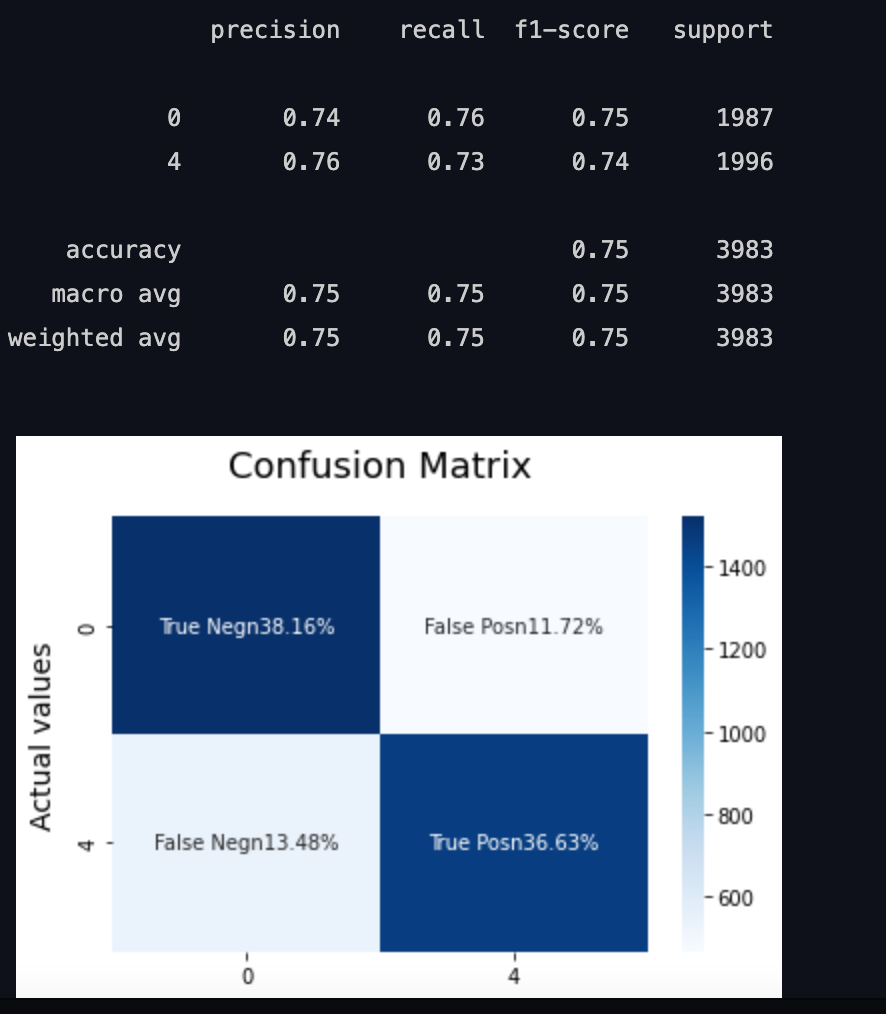 precision recall f1-score support
0 0.74 0.76 0.75 1987
4 0.76 0.73 0.74 1996
accuracy 0.75 3983
macro avg 0.75 0.75 0.75 3983
weighted avg 0.75 0.75 0.75 3983
Confusion Matrix
Actual values
0
True Negn38.16%
False Posn11.72%
4
False Negn13.48%
True Posn36.63%
0
4
1400
1200
1000
800
600